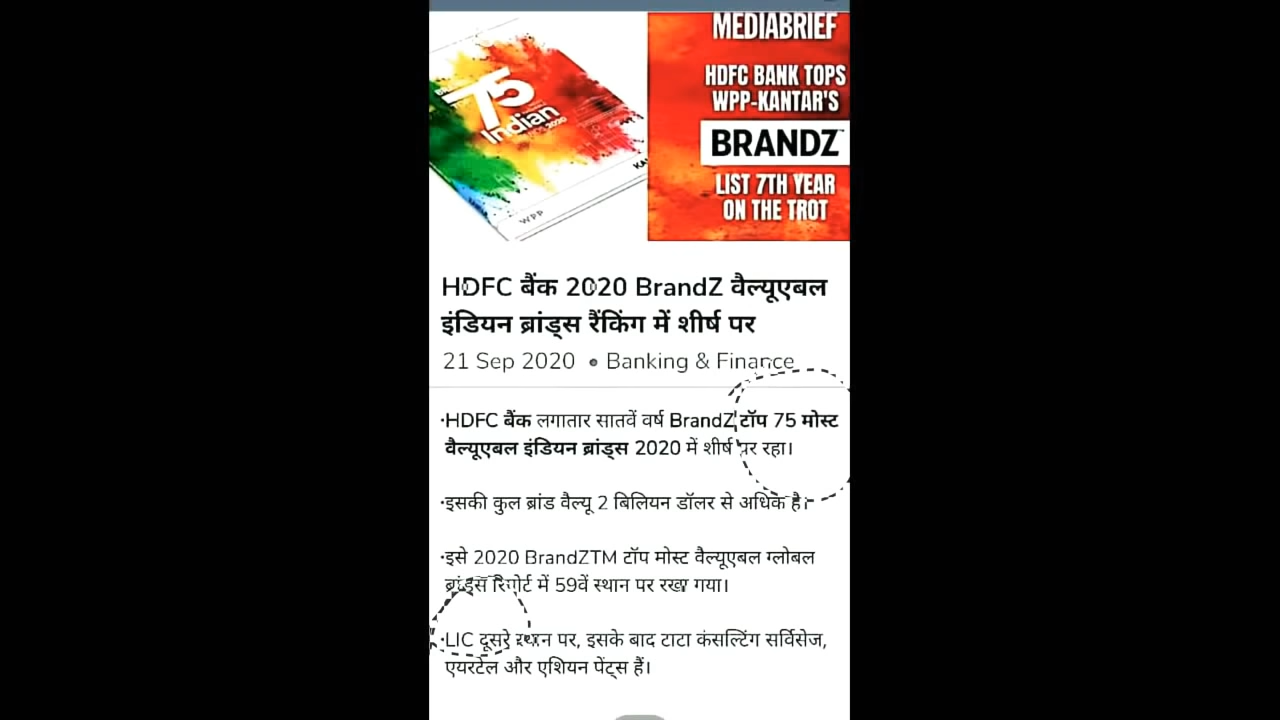 75
Indian
2020
WPP
MEDIABRIEF
HDFC BANK TOPS
WPP-KANTAR'S
BRANDZ
LIST 7TH YEAR
ON THE TROT
HDFC बैंक 2020 BrandZ वैल्यूएबल
इंडियन ब्रांड्स रैंकिंग में शीर्ष पर
21 Sep 2020 • Banking & Finance
·HDFC बैंक लगातार सातवें वर्ष BrandZ टॉप 75 मोस्ट
वैल्यूएबल इंडियन ब्रांड्स 2020 में शीर्ष पर रहा।
·इसकी कुल ब्रांड वैल्यू 2 बिलियन डॉलर से अधिक है।
·इसे 2020 BrandZTM टॉप मोस्ट वैल्यूएबल ग्लोबल
ब्रांड्स रिपोर्ट में 59वें स्थान पर रखा गया।
·LIC दूसरे स्थान पर, इसके बाद टाटा कंसल्टिंग सर्विसेज,
एयरटेल और एशियन पेंट्स हैं।